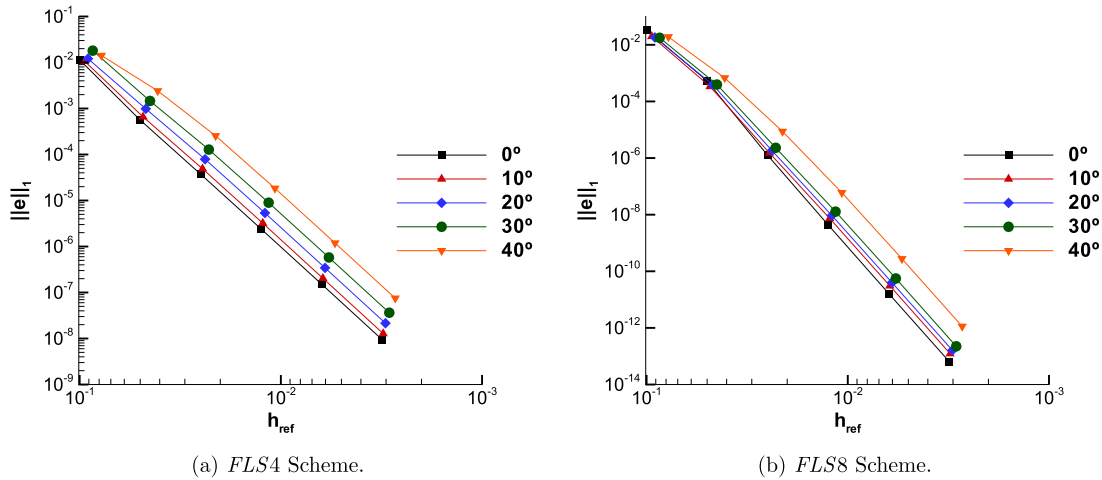 10⁻¹
10⁻²
10⁻³
10⁻⁴
10⁻⁵
10⁻⁶
10⁻⁷
10⁻⁸
10⁻⁹
||e||₁
10⁻¹ 10⁻² 10⁻³
h_ref
0º
10º
20º
30º
40º
(a) FLS4 Scheme.
10⁻²
10⁻⁴
10⁻⁶
10⁻⁸
10⁻¹⁰
10⁻¹²
10⁻¹⁴
||e||₁
10⁻¹ 10⁻² 10⁻³
h_ref
0º
10º
20º
30º
40º
(b) FLS8 Scheme.